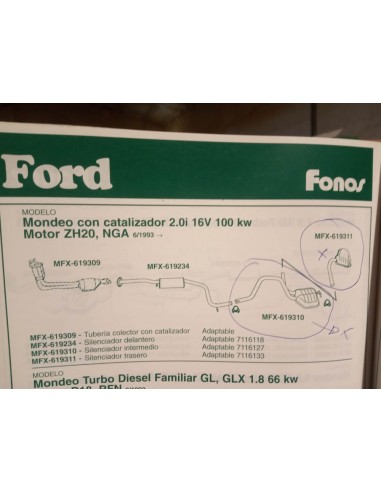 Ford
Fonos
MODELO
Mondeo con catalizador 2.0i 16V 100 kw
Motor ZH20, NGA 6/1993 →
MFX-619311
MFX-619309
MFX-619234
MFX-619310
MFX-619309 - Tubería colector con catalizador Adaptable
MFX-619234 - Silenciador delantero Adaptable 7116118
MFX-619310 - Silenciador intermedio Adaptable 7116127
MFX-619311 - Silenciador trasero Adaptable 7116133
MODELO
Mondeo Turbo Diesel Familiar GL, GLX 1.8 66 kw